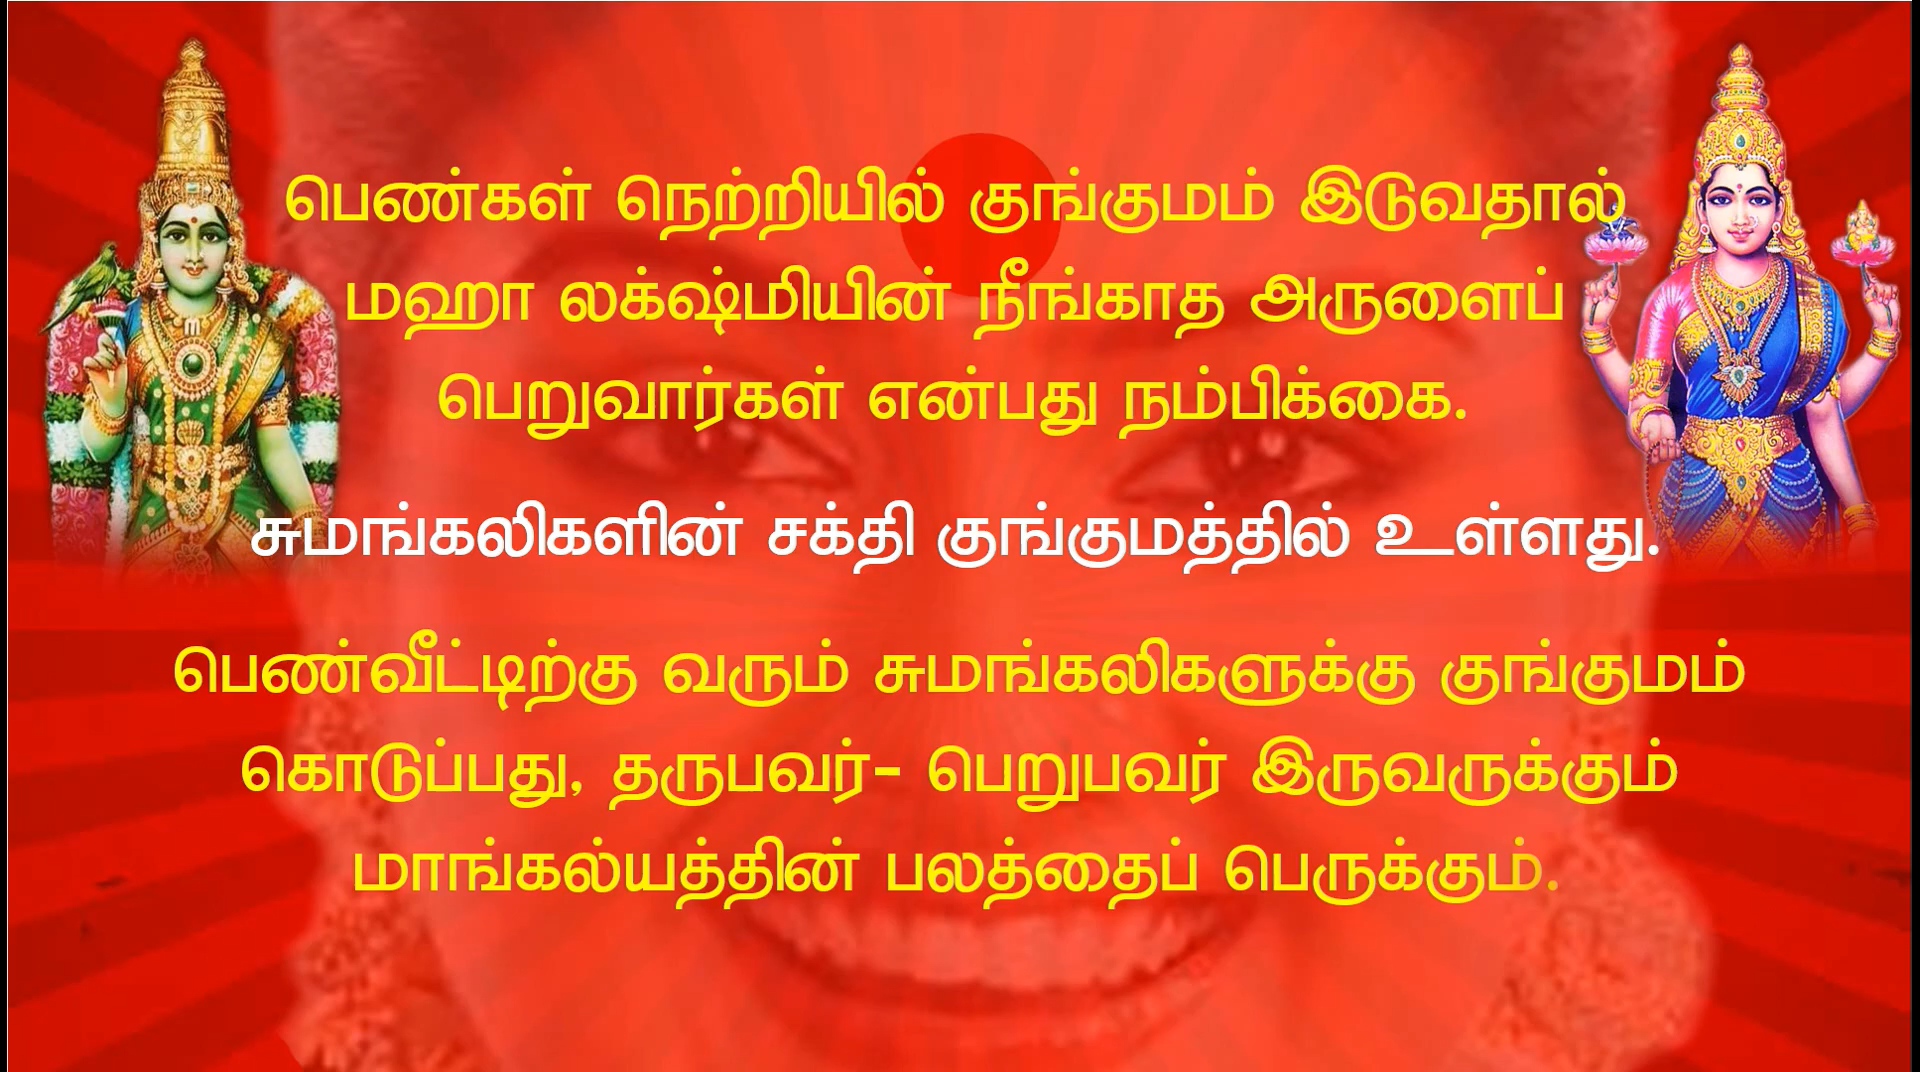 பெண்கள் நெற்றியில் குங்குமம் இடுவதால்
மஹா லக்ஷ்மியின் நீங்காத அருளைப்
பெறுவார்கள் என்பது நம்பிக்கை.
சுமங்கலிகளின் சக்தி குங்குமத்தில் உள்ளது.
பெண்வீட்டிற்கு வரும் சுமங்கலிகளுக்கு குங்குமம்
கொடுப்பது, தருபவர்- பெறுபவர் இருவருக்கும்
மாங்கல்யத்தின் பலத்தைப் பெருக்கும்.